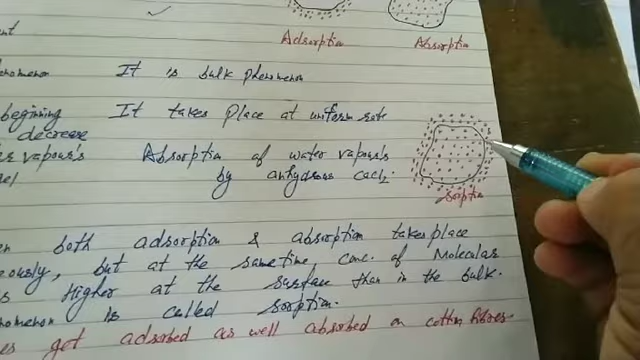 Adsorption Absorption
It is bulk phenomenon
beginning It takes Place at uniform rate
decrease
vapour's Absorption of water vapour's
by anhydrous cacl2.
sorption
both adsorption & absorption takes place
but at the same time, conc. of Moleculas
Higher at the surface than in the bulk.
is called sorption.
get adsorbed as well absorbed on cotton fibres.